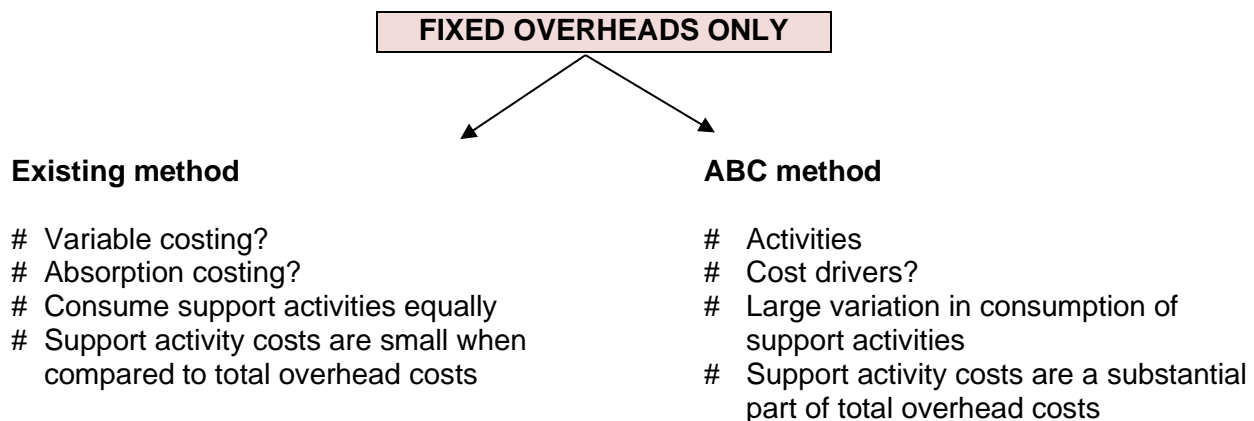 FIXED OVERHEADS ONLY
Existing method
# Variable costing?
# Absorption costing?
# Consume support activities equally
# Support activity costs are small when
compared to total overhead costs
ABC method
# Activities
# Cost drivers?
# Large variation in consumption of
support activities
# Support activity costs are a substantial
part of total overhead costs